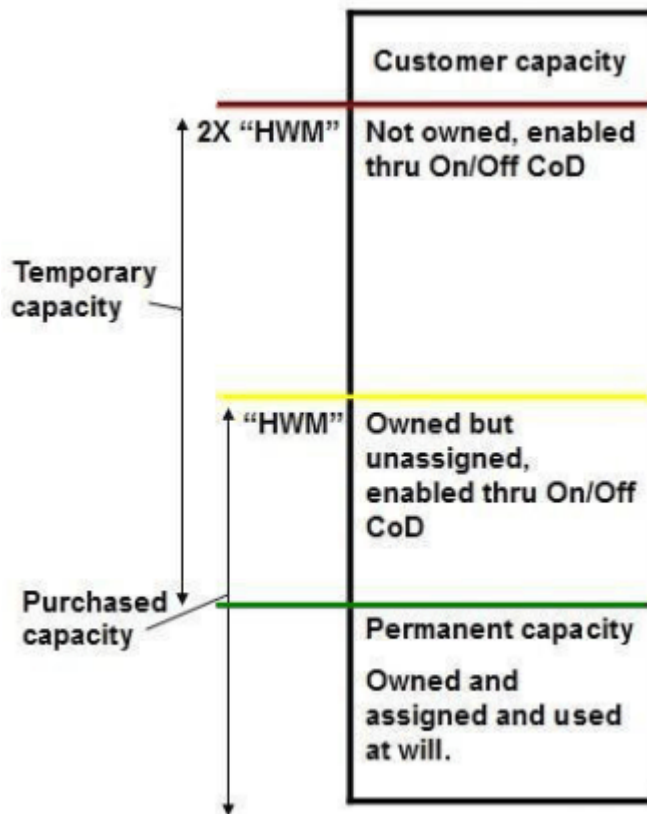 Customer capacity
2X “HWM”
Not owned, enabled
thru On/Off CoD
Temporary
capacity
“HWM”
Owned but
unassigned,
enabled thru On/Off
CoD
Purchased
capacity
Permanent capacity
Owned and
assigned and used
at will.